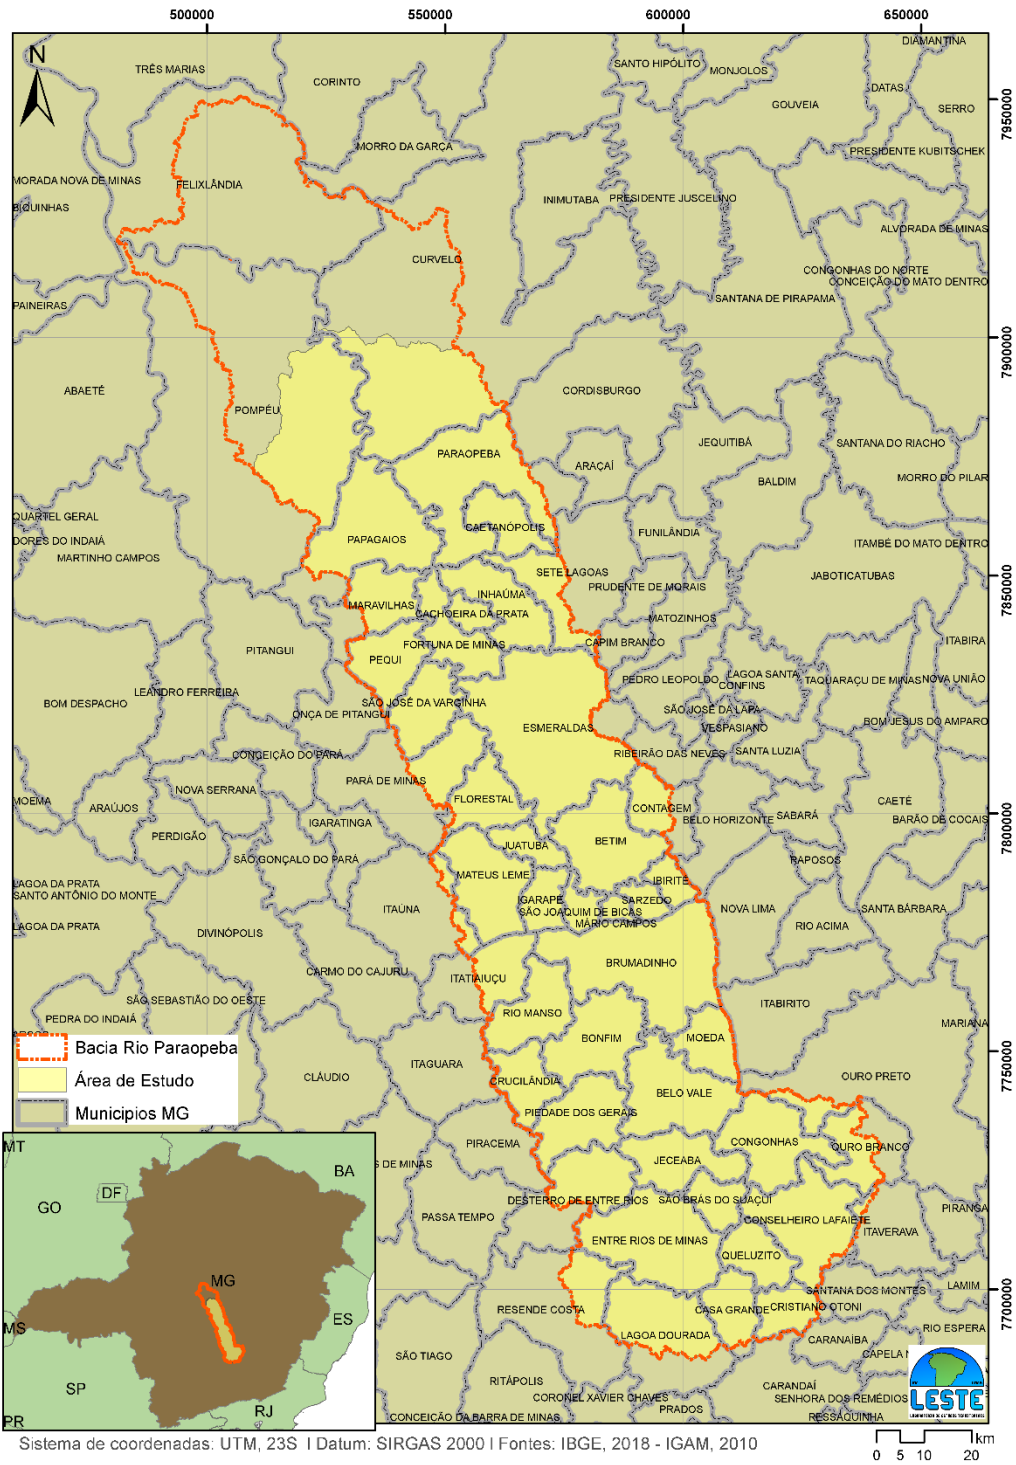 500000 550000 600000 650000
DIAMANTINA
N
TRÊS MARIAS
SANTO HIPÓLITO
MONJOLOS
CORINTO
DATAS
GOUVEIA
SERRO
7950000
MORRO DA GARÇA
PRESIDENTE KUBITSCHEK
MORADA NOVA DE MINAS
FELIXLÂNDIA
INIMUTABA
PRESIDENTE JUSCELINO
BIQUINHAS
ALVORADA DE MINAS
CURVELO
CONGONHAS DO NORTE
CONCEIÇÃO DO MATO DENTRO
SANTANA DE PIRAPAMA
PAINEIRAS
7900000
ABAETÉ
CORDISBURGO
POMPÉU
JEQUITIBÁ
SANTANA DO RIACHO
PARAOPEBA
ARAÇAÍ
BALDIM
MORRO DO PILAR
QUARTEL GERAL
CAETANÓPOLIS
FUNILÂNDIA
DORES DO INDAIÁ
PAPAGAIOS
ITAMBÉ DO MATO DENTRO
MARTINHO CAMPOS
SETE LAGOAS
JABOTICATUBAS
7850000
PRUDENTE DE MORAIS
INHAÚMA
MARAVILHAS
CACHOEIRA DA PRATA
MATOZINHOS
FORTUNA DE MINAS
CAPIM BRANCO
ITABIRA
PITANGUI
PEQUI
LEANDRO FERREIRA
PEDRO LEOPOLDO
LAGOA SANTA
CONFINS
TAQUARAÇU DE MINAS
NOVA UNIÃO
BOM DESPACHO
SÃO JOSÉ DA VARGINHA
ONÇA DE PITANGUI
SÃO JOSÉ DA LAPA
BOM JESUS DO AMPARO
ESMERALDAS
VESPASIANO
CONCEIÇÃO DO PARÁ
RIBEIRÃO DAS NEVES
SANTA LUZIA
PARÁ DE MINAS
NOVA SERRANA
MOEMA
ARAÚJOS
FLORESTAL
CONTAGEM
CAETÉ
7800000
IGARATINGA
BELO HORIZONTE
SABARÁ
BARÃO DE COCAIS
PERDIGÃO
JUATUBA
BETIM
SÃO GONÇALO DO PARÁ
RAPOSOS
MATEUS LEME
IBIRITÉ
LAGOA DA PRATA
SANTO ANTÔNIO DO MONTE
IGARAPÉ
SARZEDO
ITAÚNA
SÃO JOAQUIM DE BICAS
NOVA LIMA
SANTA BÁRBARA
LAGOA DA PRATA
MÁRIO CAMPOS
RIO ACIMA
DIVINÓPOLIS
BRUMADINHO
CARMO DO CAJURU
ITATIAIUÇU
SÃO SEBASTIÃO DO OESTE
ITABIRITO
PEDRA DO INDAIÁ
RIO MANSO
MARIANA
BONFIM
MOEDA
7750000
Bacia Rio Paraopeba
ITAGUARA
CLÁUDIO
OURO PRETO
Área de Estudo
CRUCILÂNDIA
BELO VALE
Municipios MG
PIEDADE DOS GERAIS
PIRACEMA
CONGONHAS
OURO BRANCO
S DE MINAS
JECEABA
DESTERRO DE ENTRE RIOS
SÃO BRÁS DO SUAÇUÍ
PIRANGA
PASSA TEMPO
CONSELHEIRO LAFAIETE
ITAVERAVA
ENTRE RIOS DE MINAS
QUELUZITO
LAMIM
SANTANA DOS MONTES
7700000
RESENDE COSTA
CASA GRANDE
CRISTIANO OTONI
RIO ESPERA
LAGOA DOURADA
CARANAÍBA
SÃO TIAGO
CAPELA N
RITÁPOLIS
CARANDAÍ
CORONEL XAVIER CHAVES
SENHORA DOS REMÉDIOS
PRADOS
CONCEIÇÃO DA BARRA DE MINAS
RESSAQUINHA
MT
BA
DF
GO
MG
ES
MS
SP
RJ
PR
LESTE
Sistema de coordenadas: UTM, 23S I Datum: SIRGAS 2000 I Fontes: IBGE, 2018 - IGAM, 2010
km
0 5 10 20